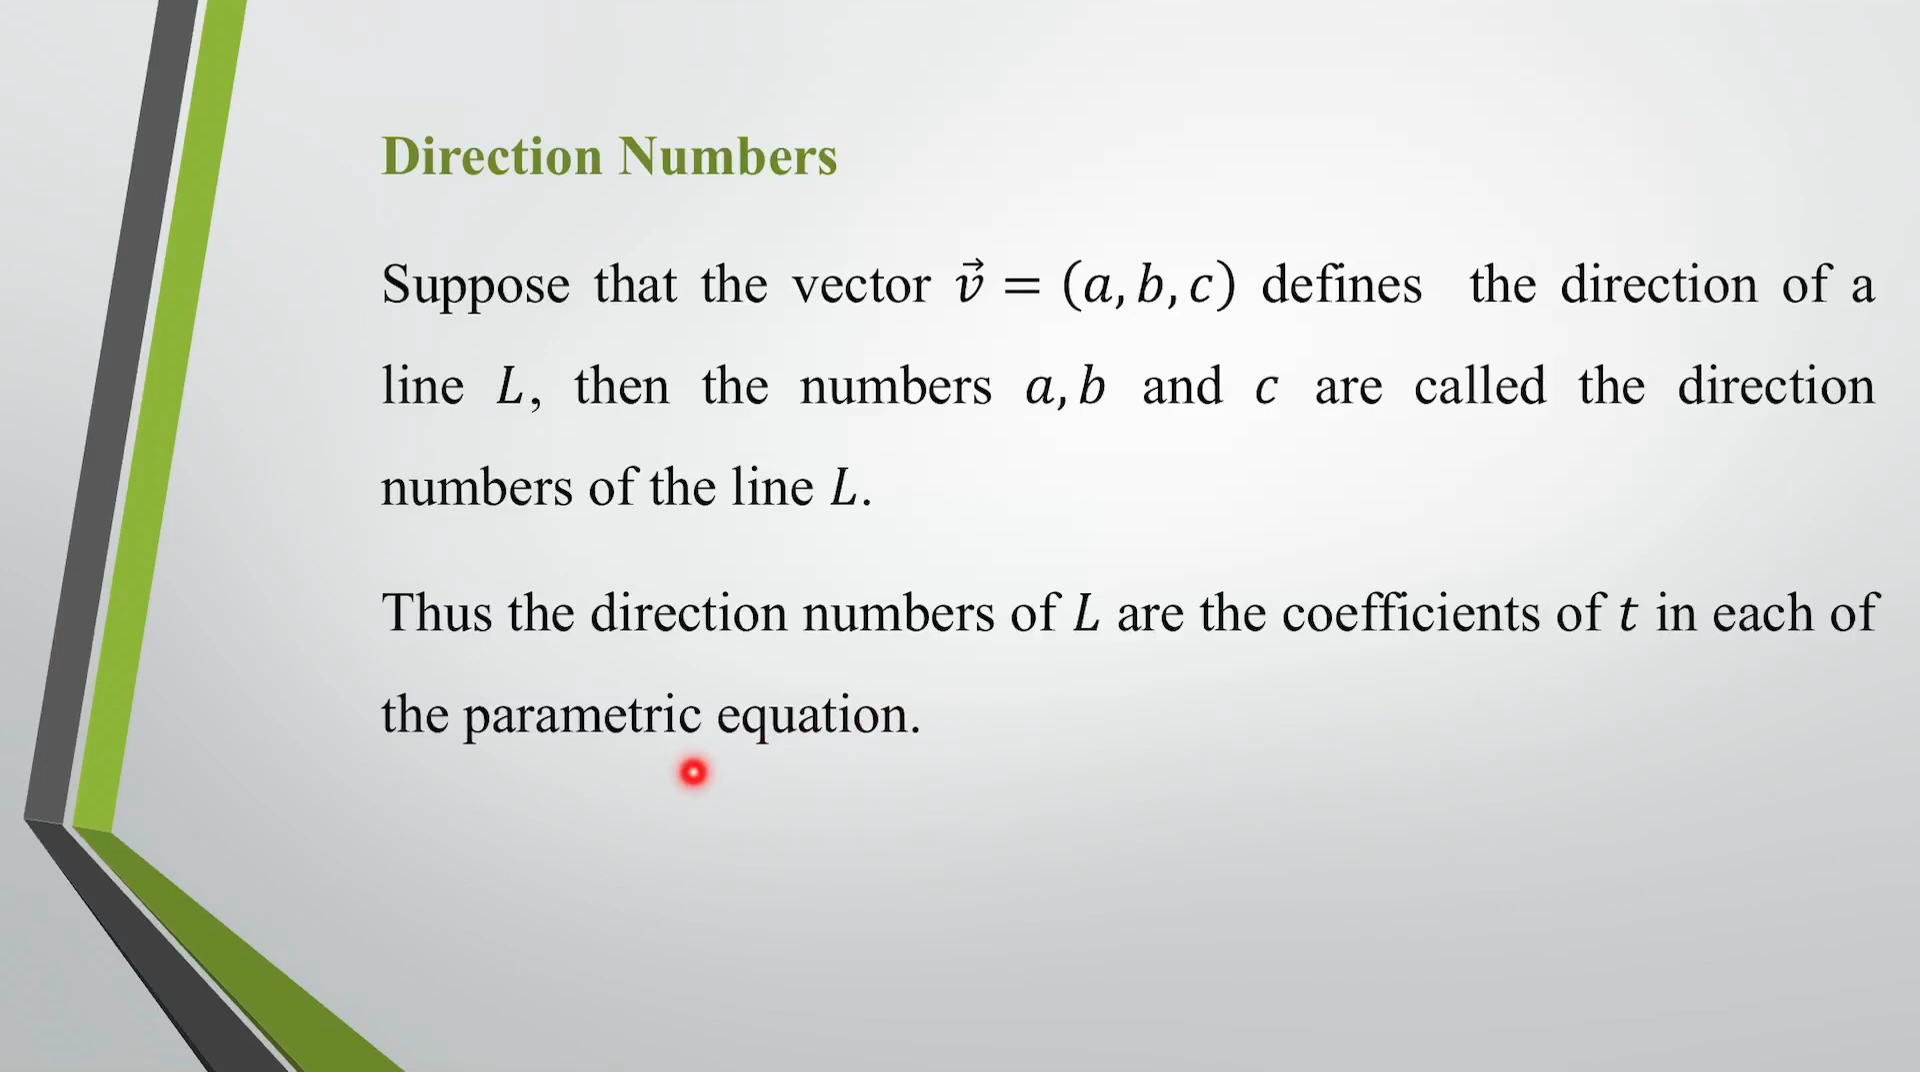 Direction Numbers
Suppose that the vector v⃗ = (a, b, c) defines the direction of a
line L, then the numbers a, b and c are called the direction
numbers of the line L.
Thus the direction numbers of L are the coefficients of t in each of
the parametric equation.